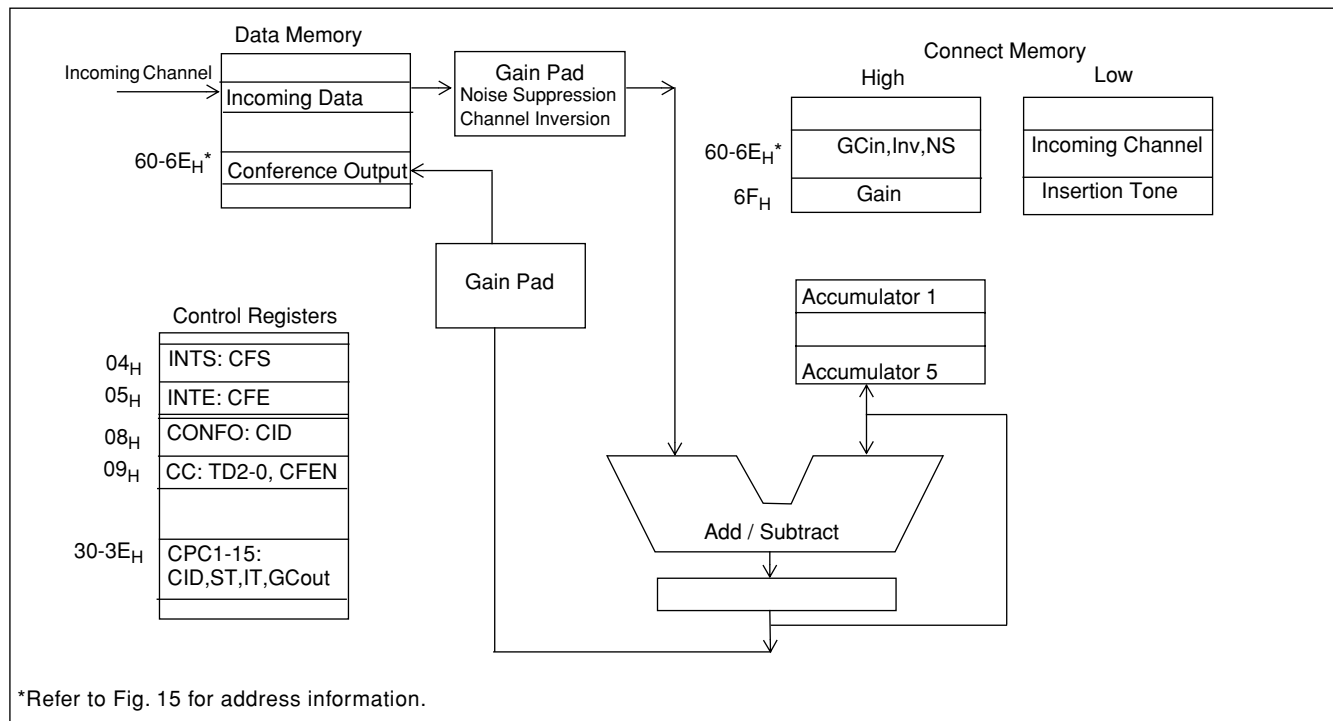 Data Memory
Incoming Channel
Incoming Data
60-6EH*
Conference Output
Gain Pad
Noise Suppression
Channel Inversion
Connect Memory
High
Low
60-6EH*
GCin,Inv,NS
Incoming Channel
6FH
Gain
Insertion Tone
Gain Pad
Accumulator 1
Accumulator 5
Control Registers
04H
INTS: CFS
05H
INTE: CFE
08H
CONFO: CID
09H
CC: TD2-0, CFEN
30-3EH
CPC1-15:
CID,ST,IT,GCout
Add / Subtract
*Refer to Fig. 15 for address information.